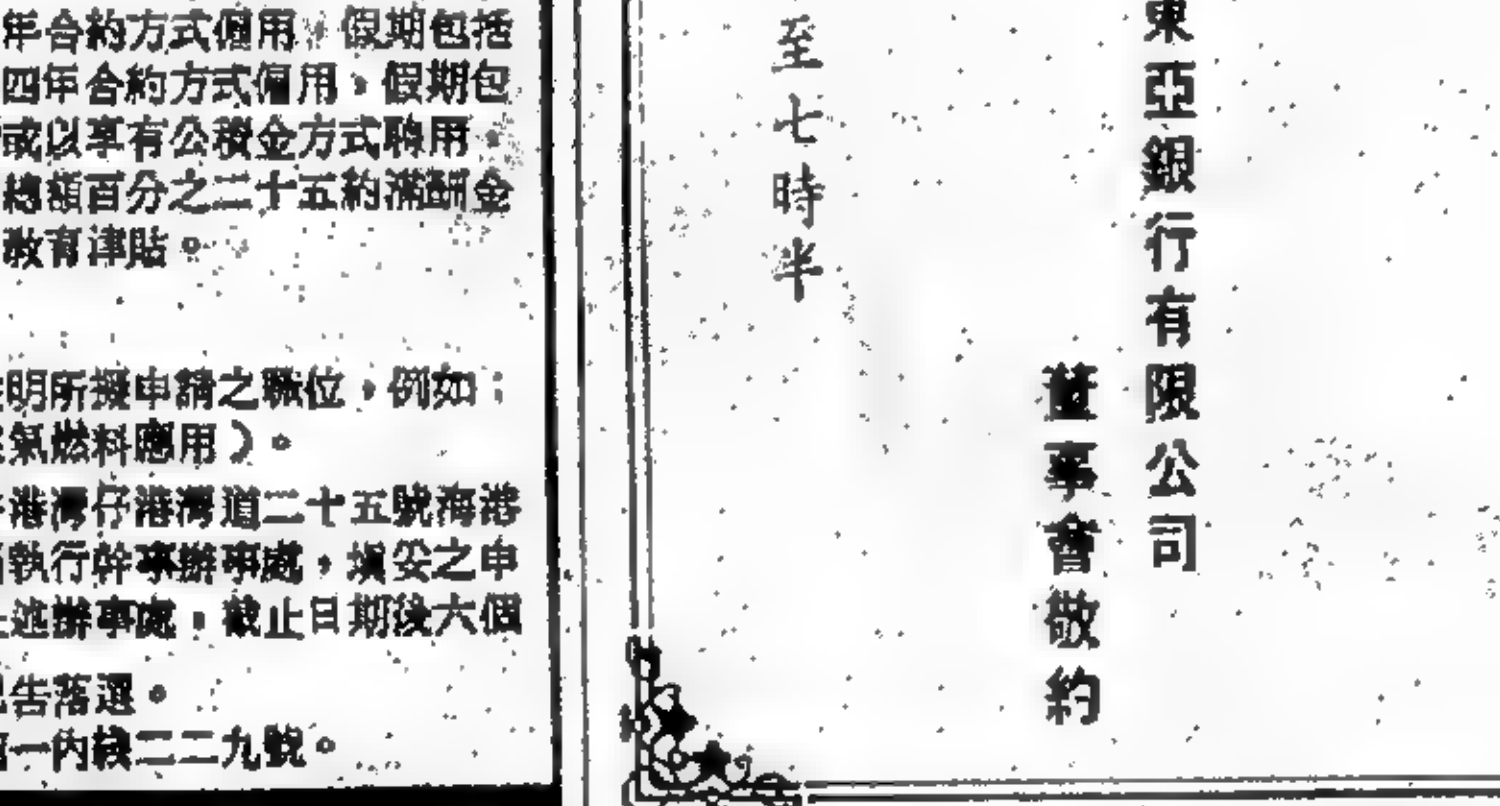 東亞銀行有限公司
董事會敬約
至七時半
年合約方式僱用,假期包括
四年合約方式僱用,假期包
或以享有公積金方式聘用,
總額百分之二十五約滿酬金
教育津貼。
明所擬申請之職位,例如:
氣燃料應用)。
港灣仔港灣道二十五號海港
執行幹事辦事處,填妥之申
上述辦事處,截止日期後六個
告落選。
一內線二二九號。